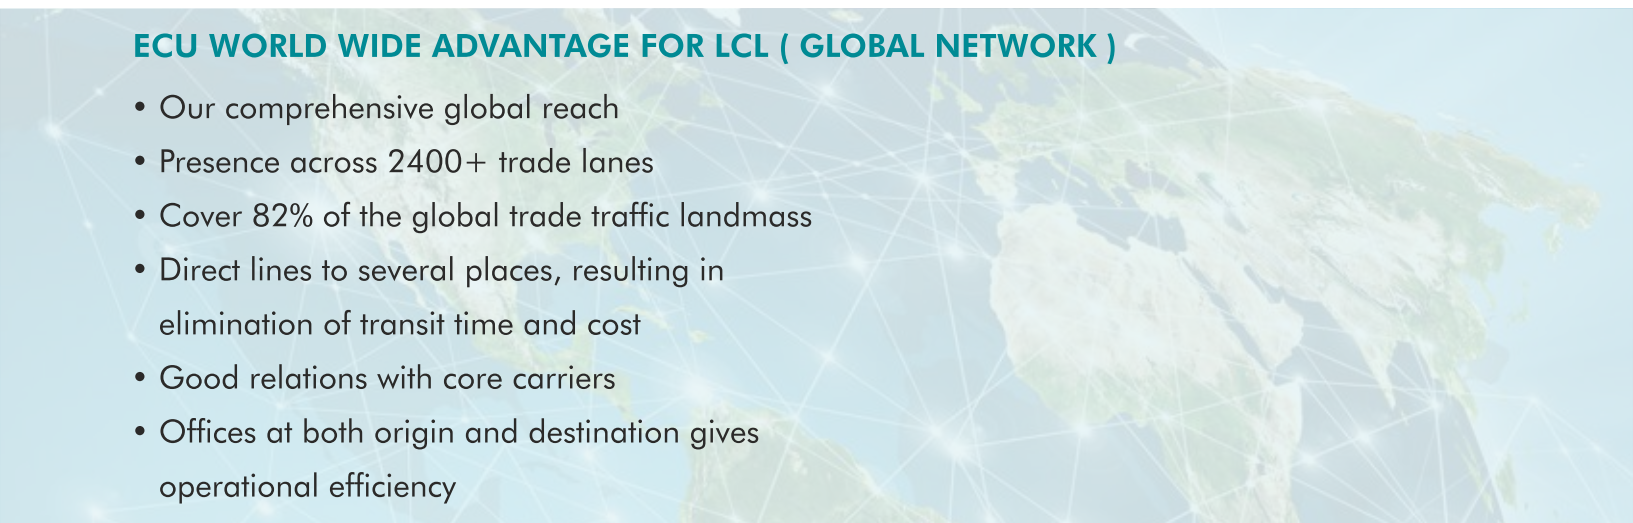 ECU WORLD WIDE ADVANTAGE FOR LCL ( GLOBAL NETWORK )
• Our comprehensive global reach
• Presence across 2400+ trade lanes
• Cover 82% of the global trade traffic landmass
• Direct lines to several places, resulting in
elimination of transit time and cost
• Good relations with core carriers
• Offices at both origin and destination gives
operational efficiency